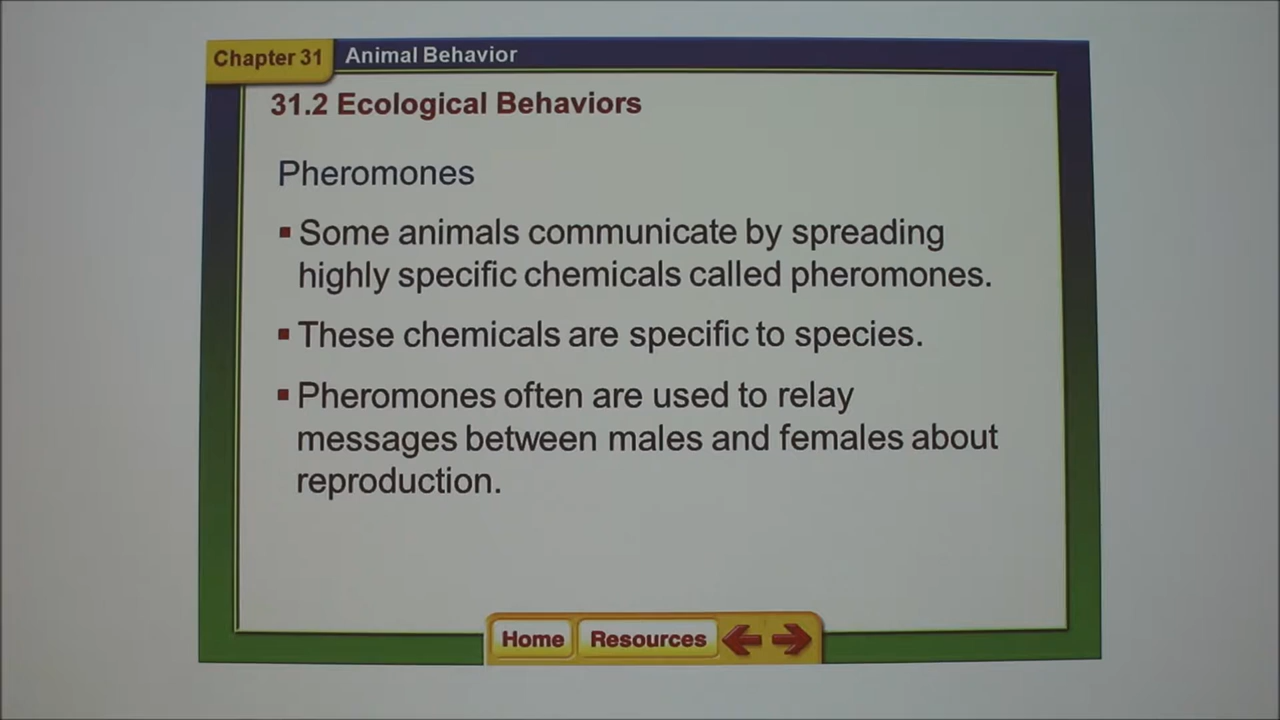 Chapter 31 Animal Behavior
31.2 Ecological Behaviors
Pheromones
▪ Some animals communicate by spreading
highly specific chemicals called pheromones.
▪ These chemicals are specific to species.
▪ Pheromones often are used to relay
messages between males and females about
reproduction.
Home Resources